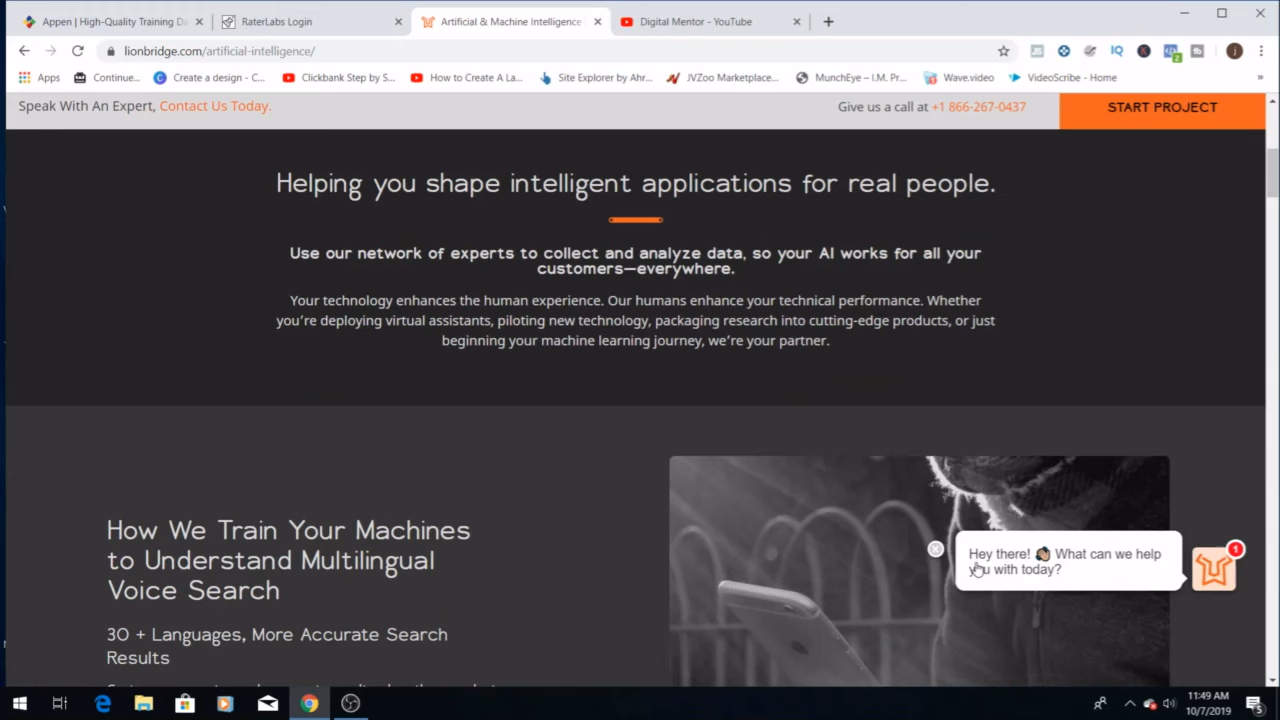 Appen | High-Quality Training Da
RaterLabs Login
Artificial & Machine Intelligence
Digital Mentor - YouTube
lionbridge.com/artificial-intelligence/
IQ
K
2
i
Apps
Continue...
Create a design - C...
Clickbank Step by S...
How to Create A La...
Site Explorer by Ahr...
JVZoo Marketplace...
MunchEye – I.M. Pr...
Wave.video
VideoScribe - Home
»
Speak With An Expert, Contact Us Today.
Give us a call at +1 866-267-0437
START PROJECT
Helping you shape intelligent applications for real people.
Use our network of experts to collect and analyze data, so your AI works for all your
customers—everywhere.
Your technology enhances the human experience. Our humans enhance your technical performance. Whether
you're deploying virtual assistants, piloting new technology, packaging research into cutting-edge products, or just
beginning your machine learning journey, we're your partner.
How We Train Your Machines
to Understand Multilingual
Voice Search
30 + Languages, More Accurate Search
Results
Hey there! What can we help
you with today?
1
11:49 AM
10/7/2019
5